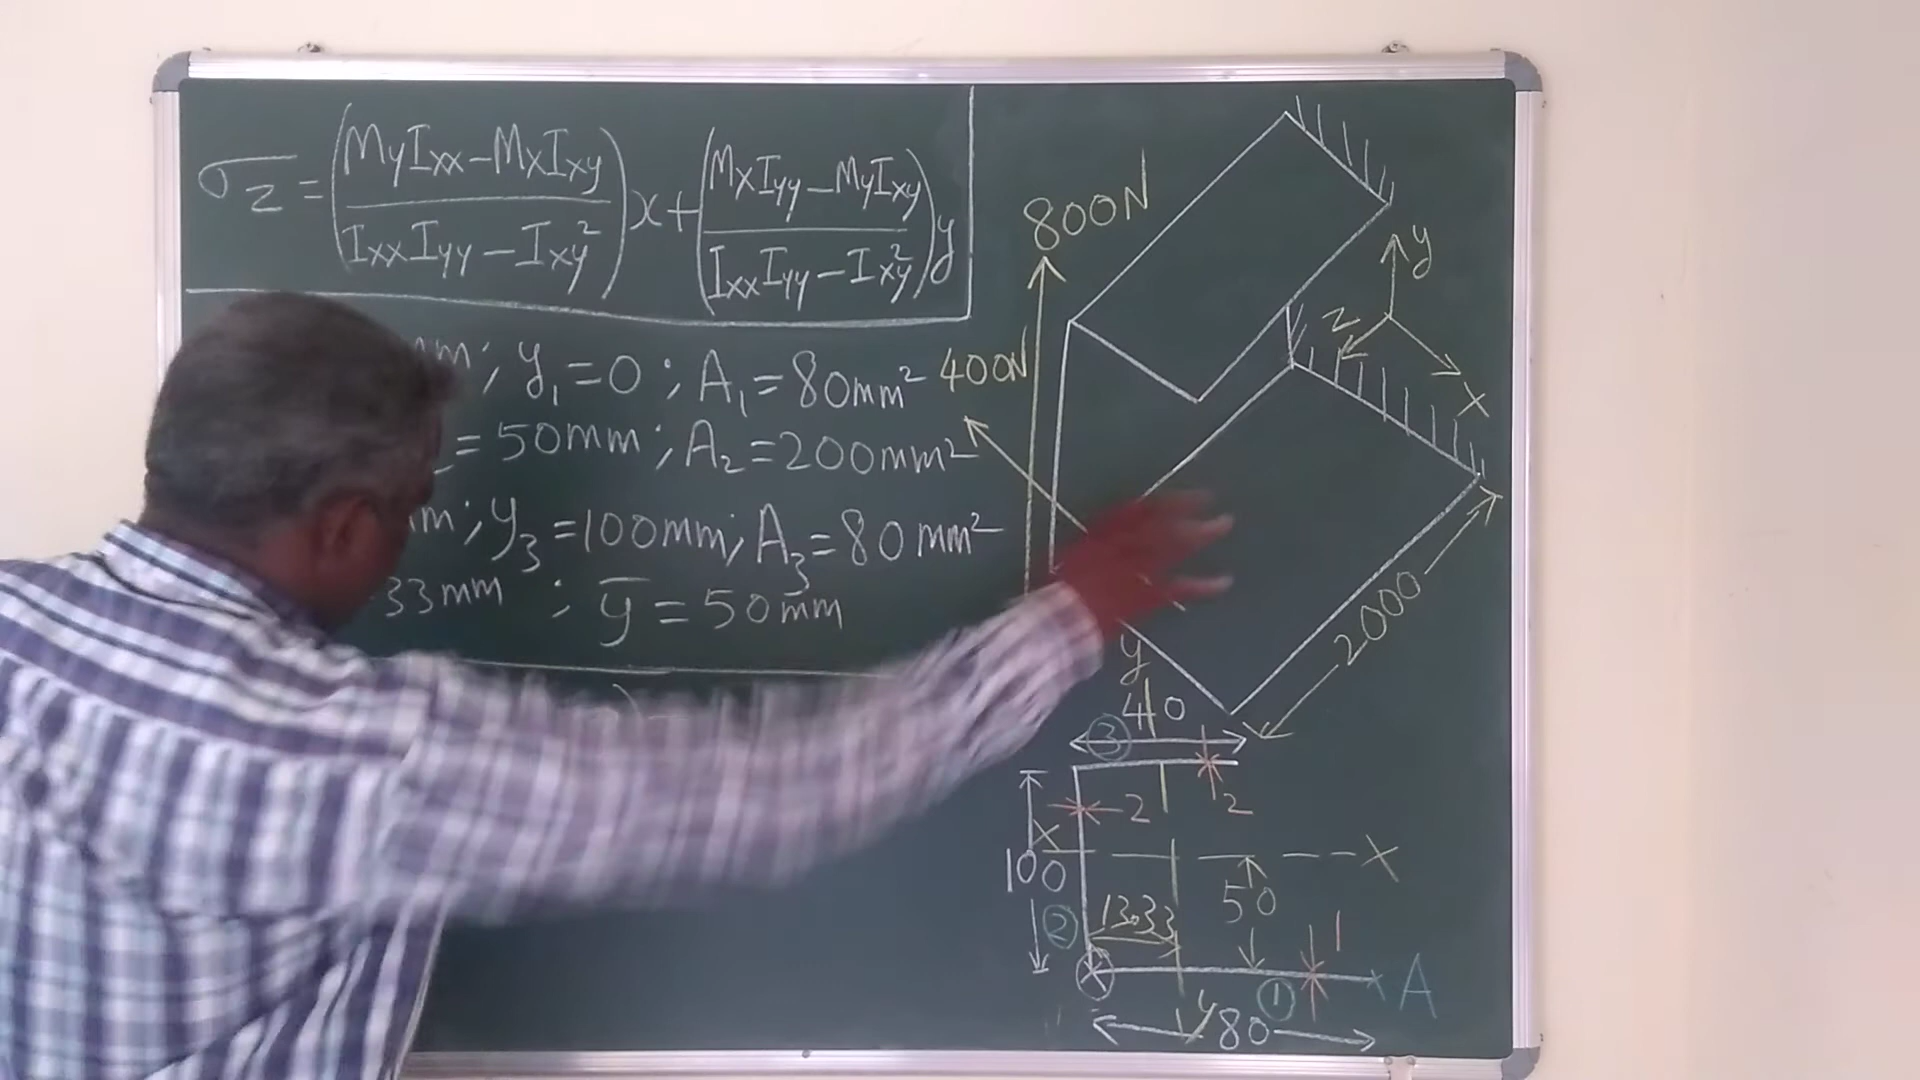 σz = (MyIxx - MxIxy / IxxIyy - Ixy²)x + (MxIyy - MyIxy / IxxIyy - Ixy²)y
mm; y₁ = 0; A₁ = 80mm²
= 50mm; A₂ = 200mm²
m; y₃ = 100mm; A₃ = 80mm²
33mm ; ȳ = 50mm
800N
400N
y
z
x
2000
y
40
③
2
2
X
X
100
50
②
13.33
1
A
①
y
80